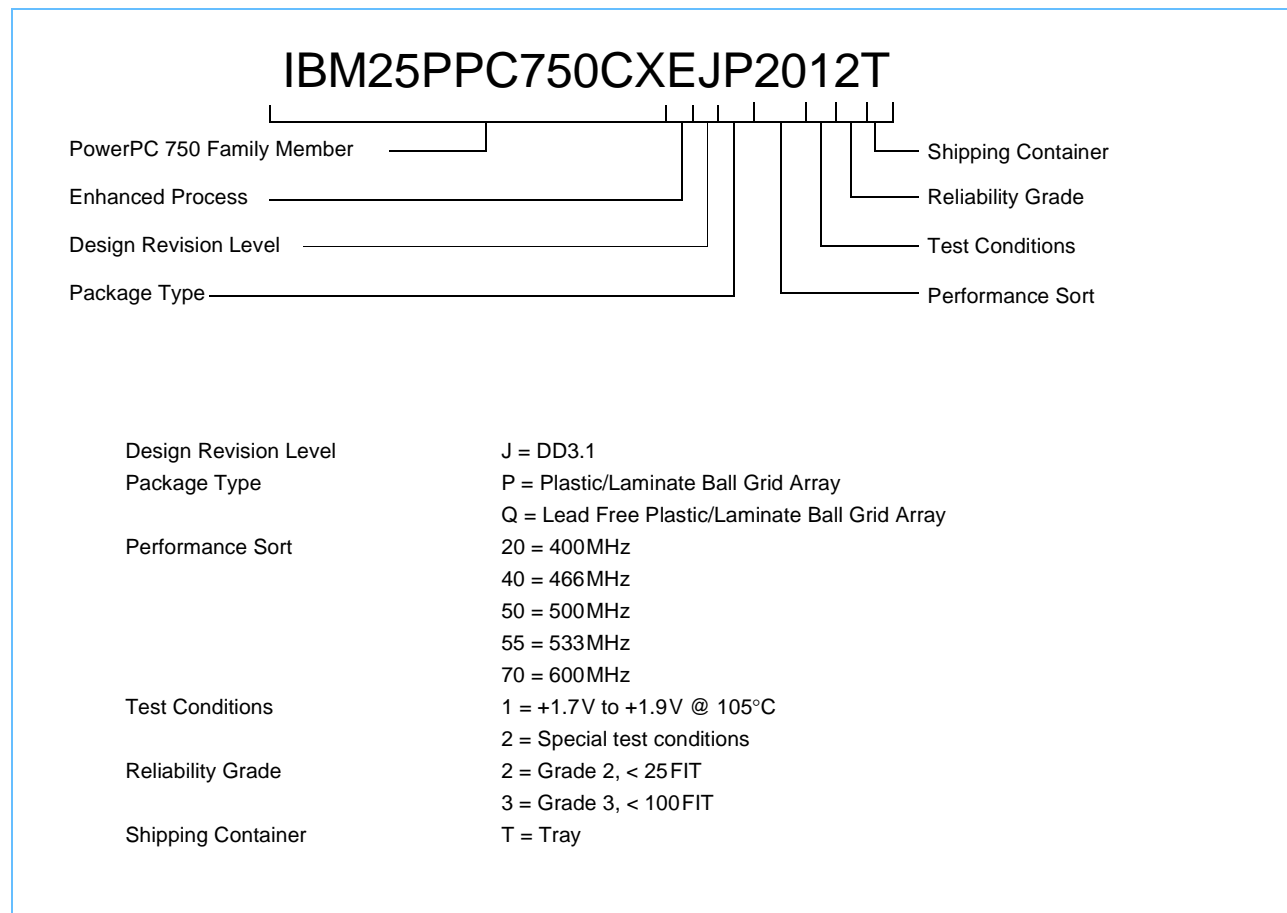 IBM25PPC750CXEJP2012T
PowerPC 750 Family Member
Shipping Container
Enhanced Process
Reliability Grade
Design Revision Level
Test Conditions
Package Type
Performance Sort
Design Revision Level J = DD3.1
Package Type P = Plastic/Laminate Ball Grid Array
Q = Lead Free Plastic/Laminate Ball Grid Array
Performance Sort 20 = 400MHz
40 = 466MHz
50 = 500MHz
55 = 533MHz
70 = 600MHz
Test Conditions 1 = +1.7V to +1.9V @ 105°C
2 = Special test conditions
Reliability Grade 2 = Grade 2, < 25FIT
3 = Grade 3, < 100FIT
Shipping Container T = Tray